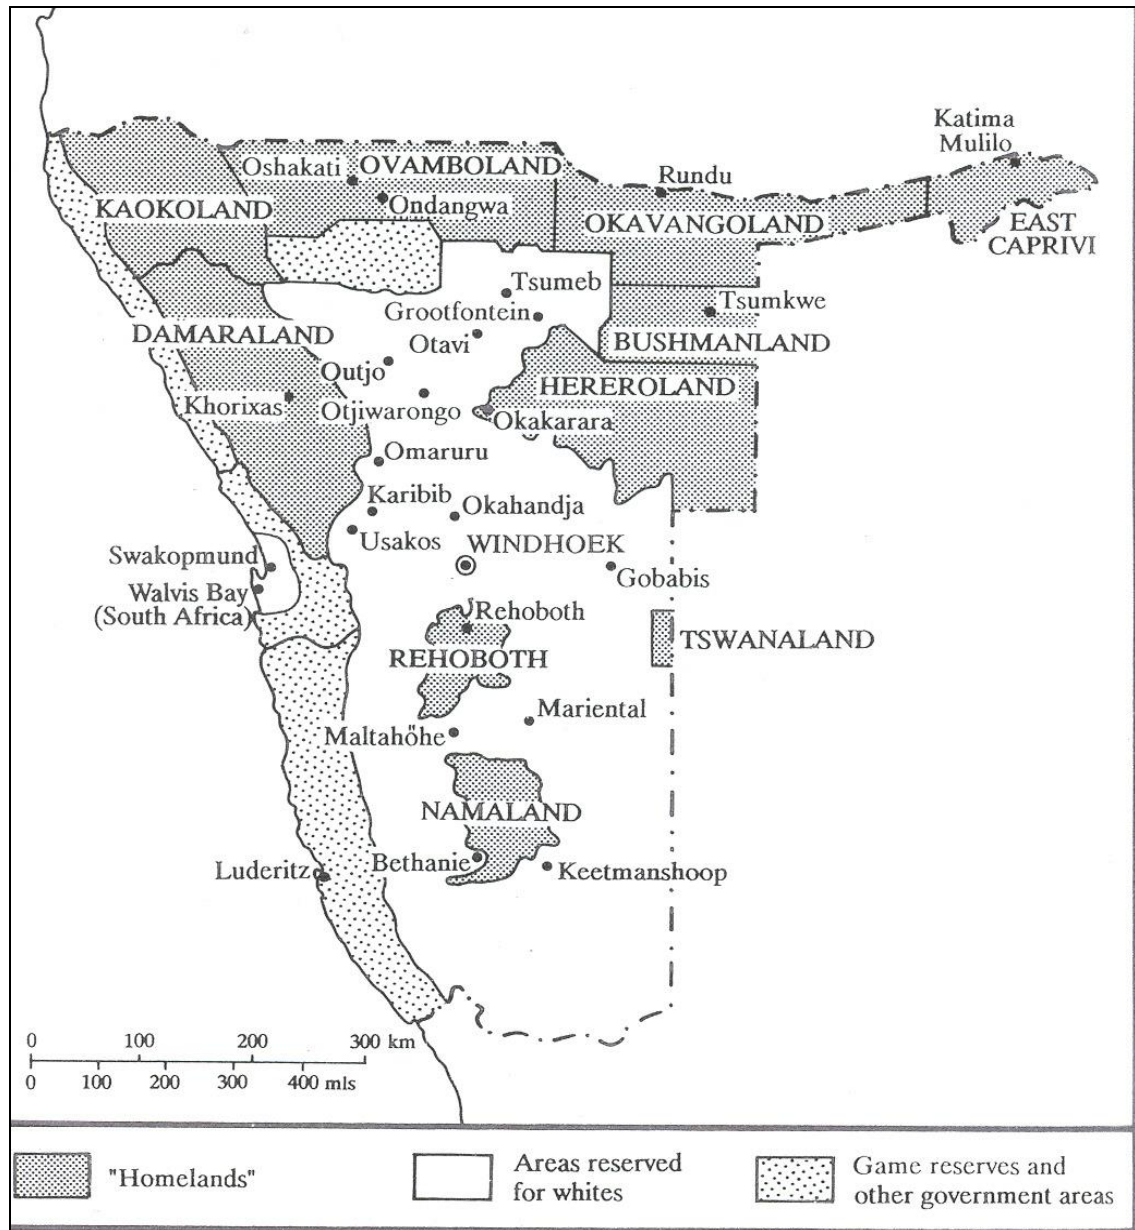 Katima
Mulilo
Oshakati
OVAMBOLAND
Rundu
Ondangwa
KAOKOLAND
OKAVANGOLAND
EAST
CAPRIVI
Tsumeb
Tsumkwe
Grootfontein
DAMARALAND
Otavi
BUSHMANLAND
Outjo
HEREROLAND
Khorixas
Otjiwarongo
Okakarara
Omaruru
Karibib
Okahandja
Usakos
WINDHOEK
Swakopmund
Gobabis
Walvis Bay
(South Africa)
Rehoboth
REHOBOTH
TSWANALAND
Mariental
Maltahőhe
NAMALAND
Bethanie
Luderitz
Keetmanshoop
0 100 200 300 km
0 100 200 300 400 mls
"Homelands"
Areas reserved
for whites
Game reserves and
other government areas